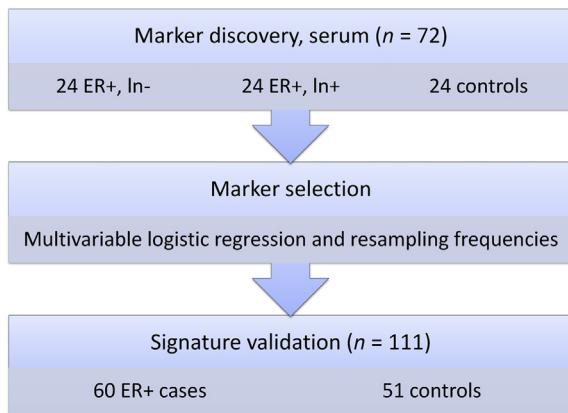 Marker discovery, serum (n = 72)
24 ER+, ln- 24 ER+, ln+ 24 controls
Marker selection
Multivariable logistic regression and resampling frequencies
Signature validation (n = 111)
60 ER+ cases 51 controls